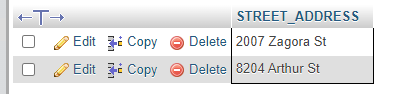 STREET_ADDRESS
Edit Copy Delete 2007 Zagora St
Edit Copy Delete 8204 Arthur St